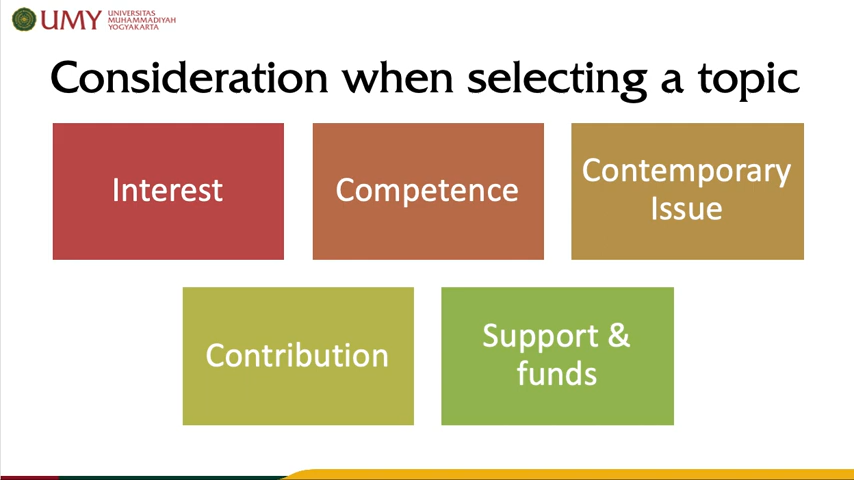 UMY
UNIVERSITAS
MUHAMMADIYAH
YOGYAKARTA
Consideration when selecting a topic
Interest
Competence
Contemporary
Issue
Contribution
Support &
funds